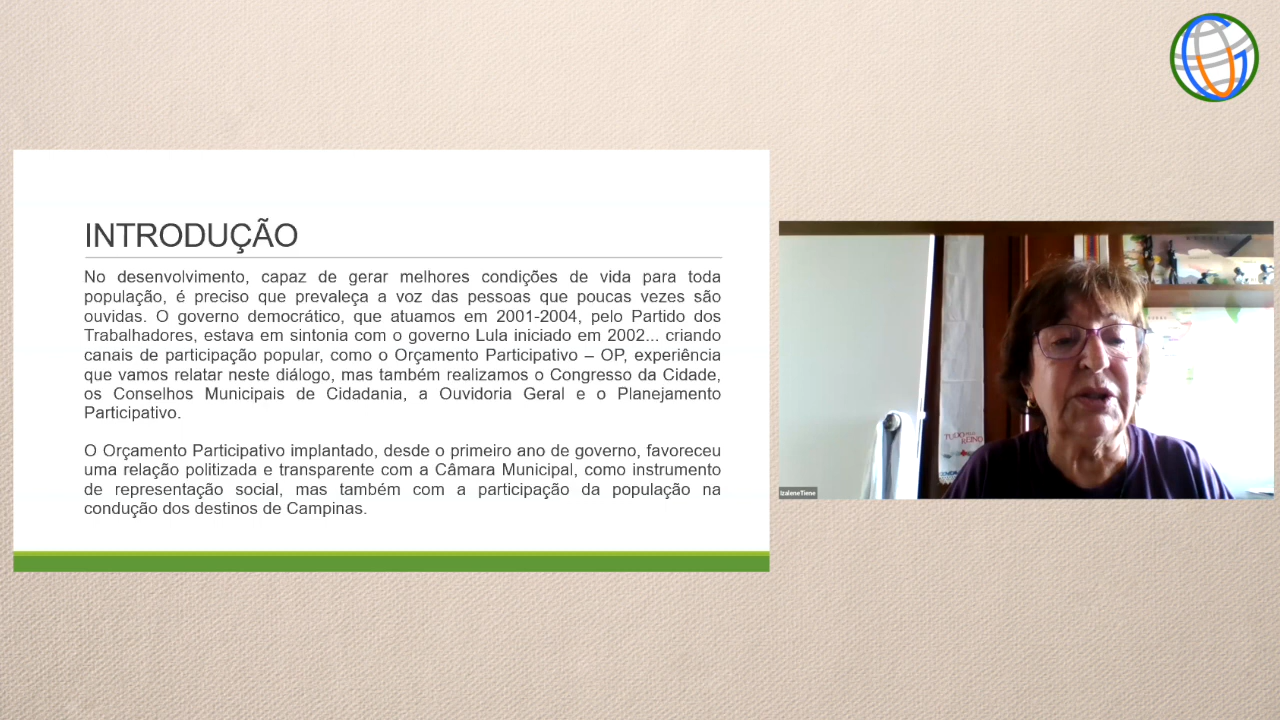 INTRODUÇÃO
No desenvolvimento, capaz de gerar melhores condições de vida para toda
população, é preciso que prevaleça a voz das pessoas que poucas vezes são
ouvidas. O governo democrático, que atuamos em 2001-2004, pelo Partido dos
Trabalhadores, estava em sintonia com o governo Lula iniciado em 2002... criando
canais de participação popular, como o Orçamento Participativo – OP, experiência
que vamos relatar neste diálogo, mas também realizamos o Congresso da Cidade,
os Conselhos Municipais de Cidadania, a Ouvidoria Geral e o Planejamento
Participativo.
O Orçamento Participativo implantado, desde o primeiro ano de governo, favoreceu
uma relação politizada e transparente com a Câmara Municipal, como instrumento
de representação social, mas também com a participação da população na
condução dos destinos de Campinas.
IzaleneTiene